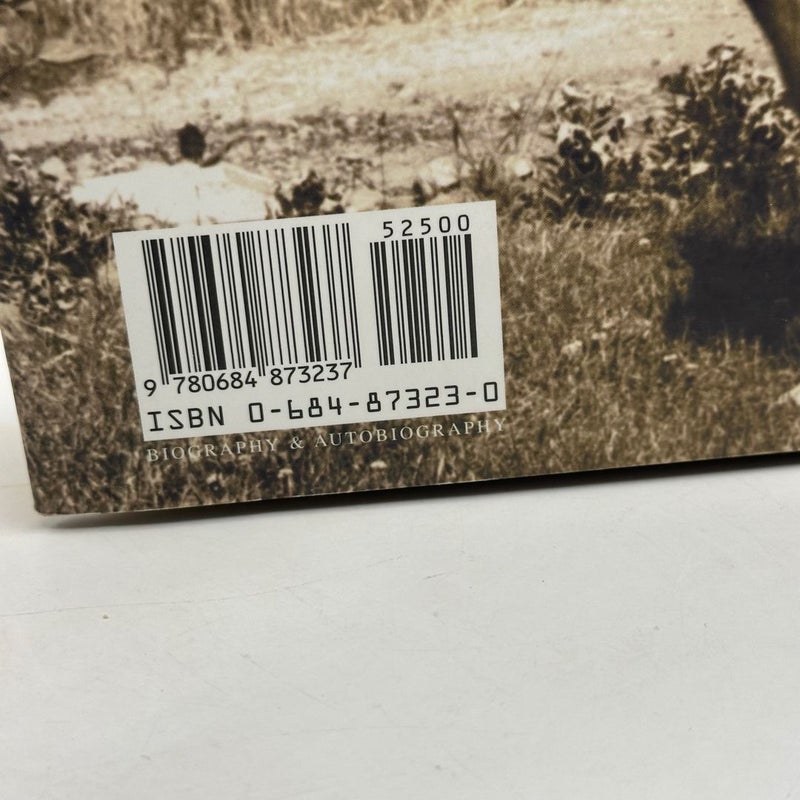 52500
9 780684 873237
ISBN 0-684-87323-0
BIOGRAPHY & AUTOBIOGRAPHY